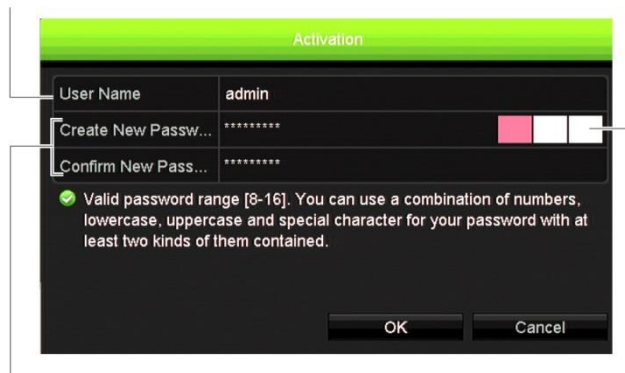 Activation
User Name admin
Create New Passw... *********
Confirm New Pass... *********
Valid password range [8-16]. You can use a combination of numbers,
lowercase, uppercase and special character for your password with at
least two kinds of them contained.
OK Cancel